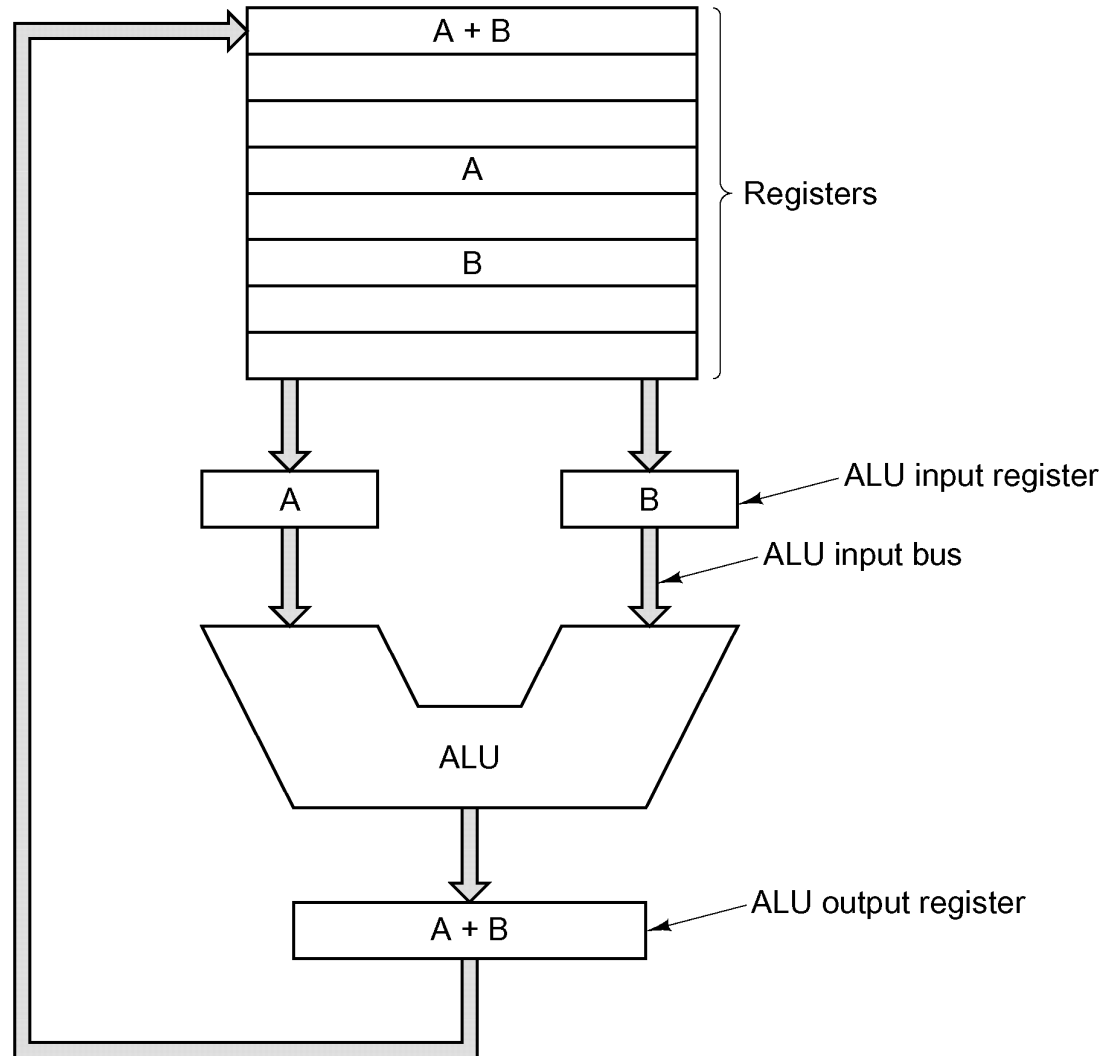 A + B
A
Registers
B
A
B
ALU input register
ALU input bus
ALU
A + B
ALU output register